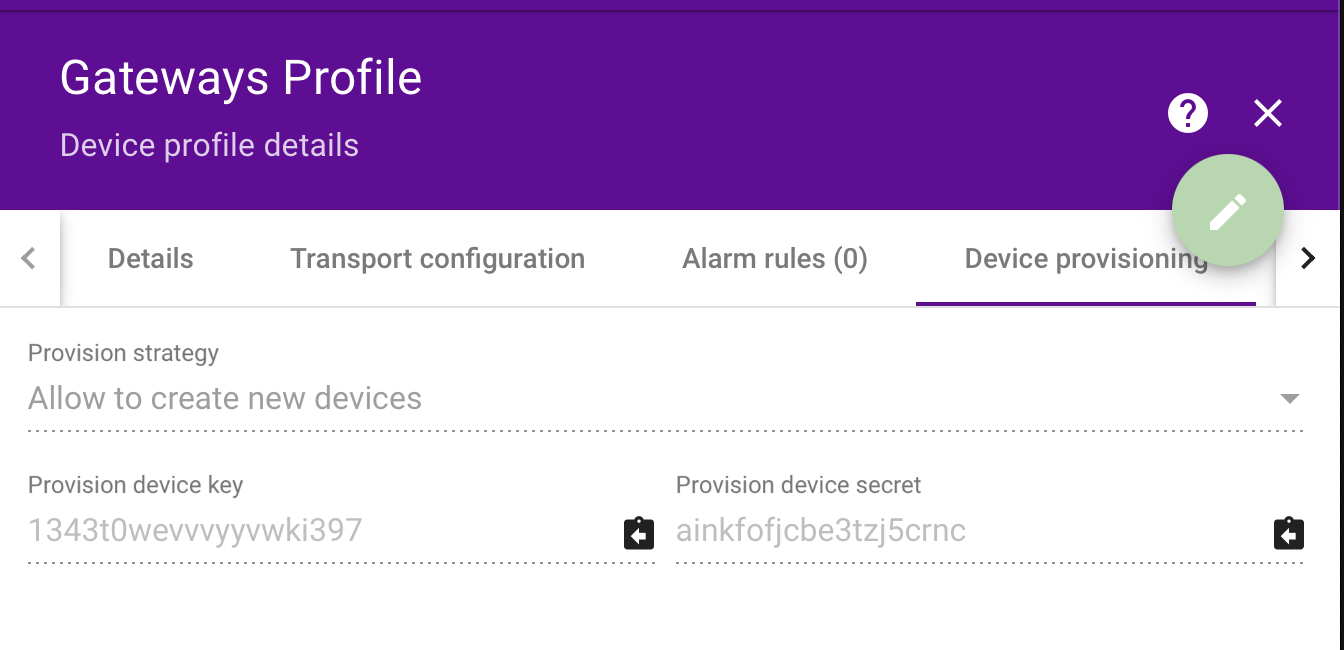 Gateways Profile
Device profile details
Details
Transport configuration
Alarm rules (0)
Device provisioning
Provision strategy
Allow to create new devices
Provision device key
Provision device secret
1343t0wevvvyyvwki397
ainkfofjcbe3tzj5crnc